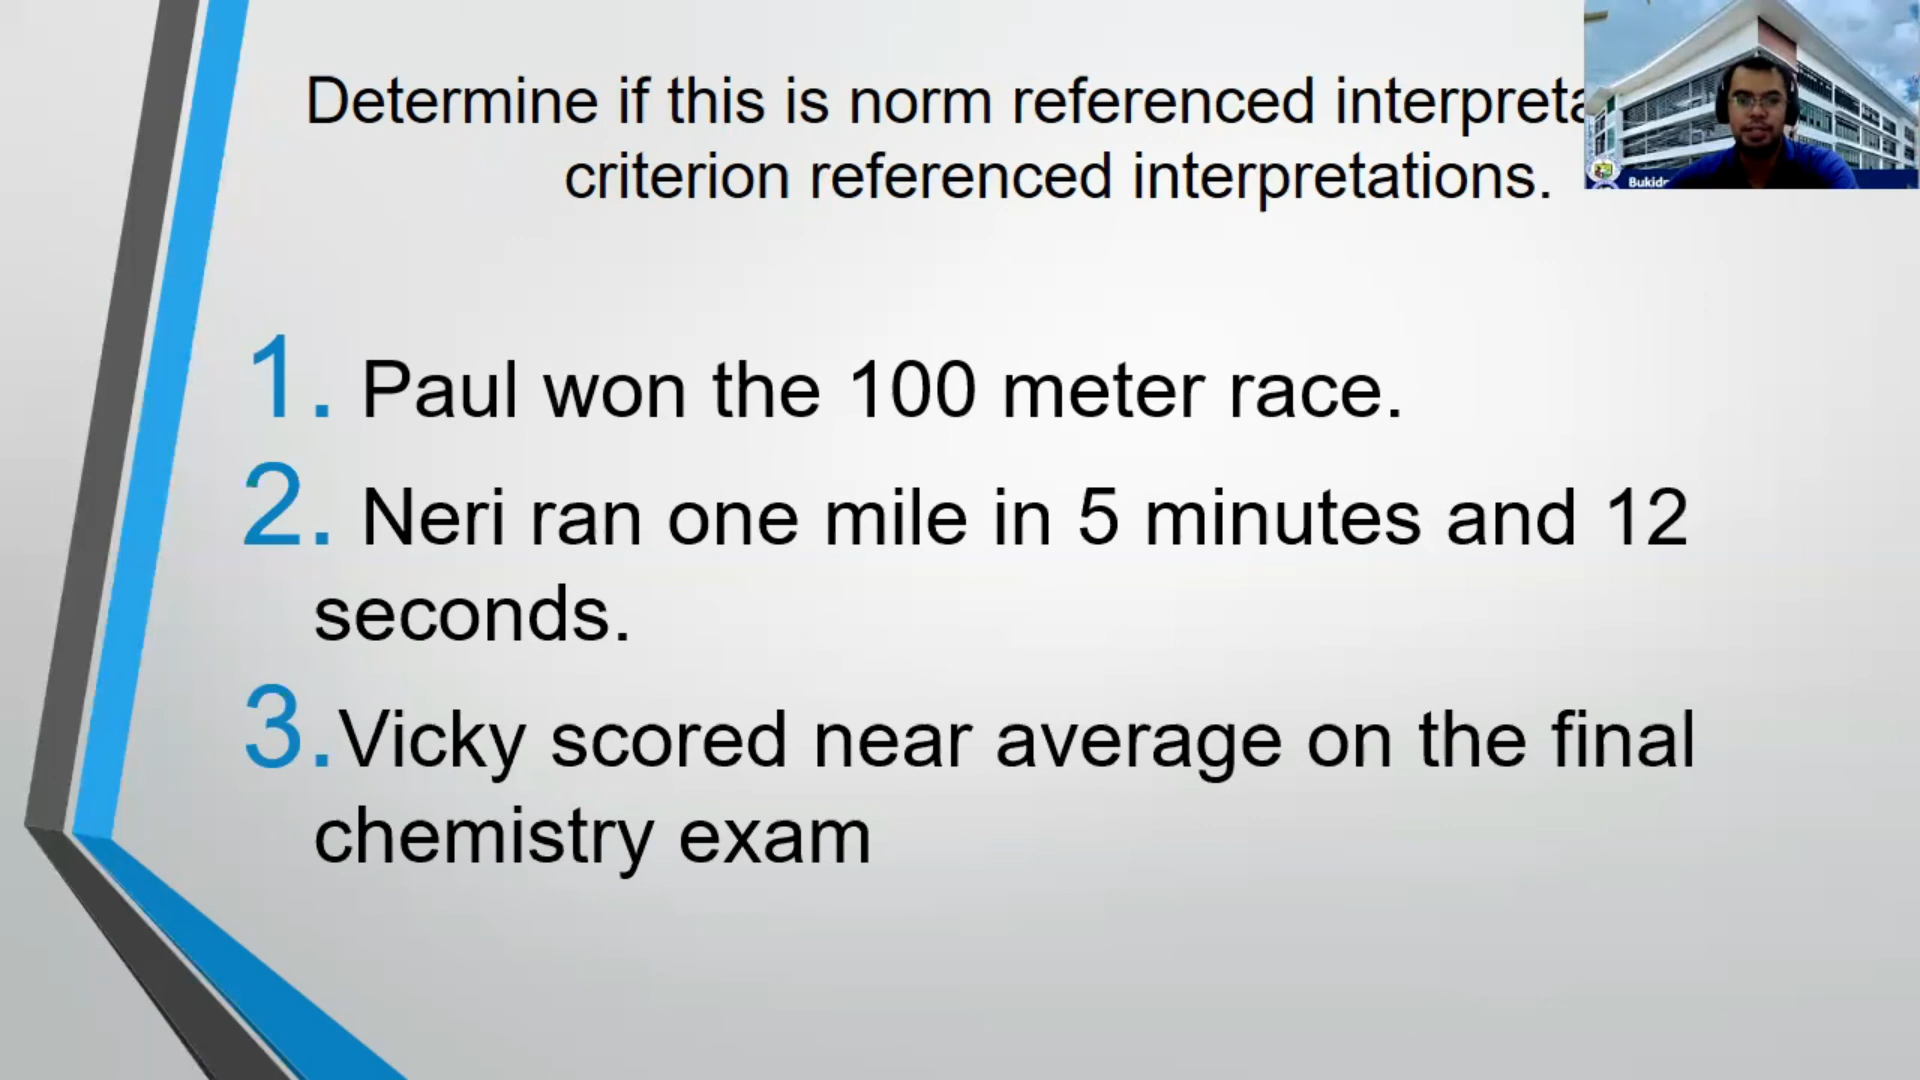 Determine if this is norm referenced interpreta
criterion referenced interpretations.
1. Paul won the 100 meter race.
2. Neri ran one mile in 5 minutes and 12
seconds.
3.Vicky scored near average on the final
chemistry exam